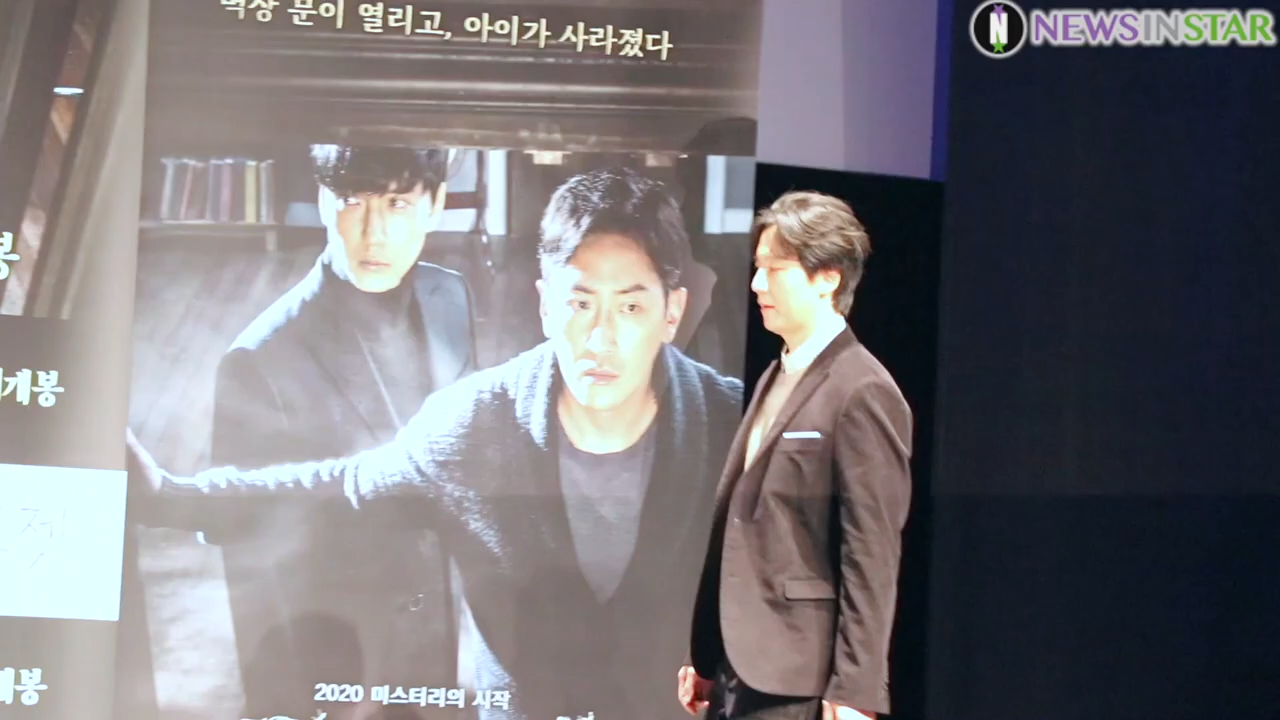 NEWSINSTAR
벽장 문이 열리고, 아이가 사라졌다
봉
개봉
개봉
2020 미스터리의 시작